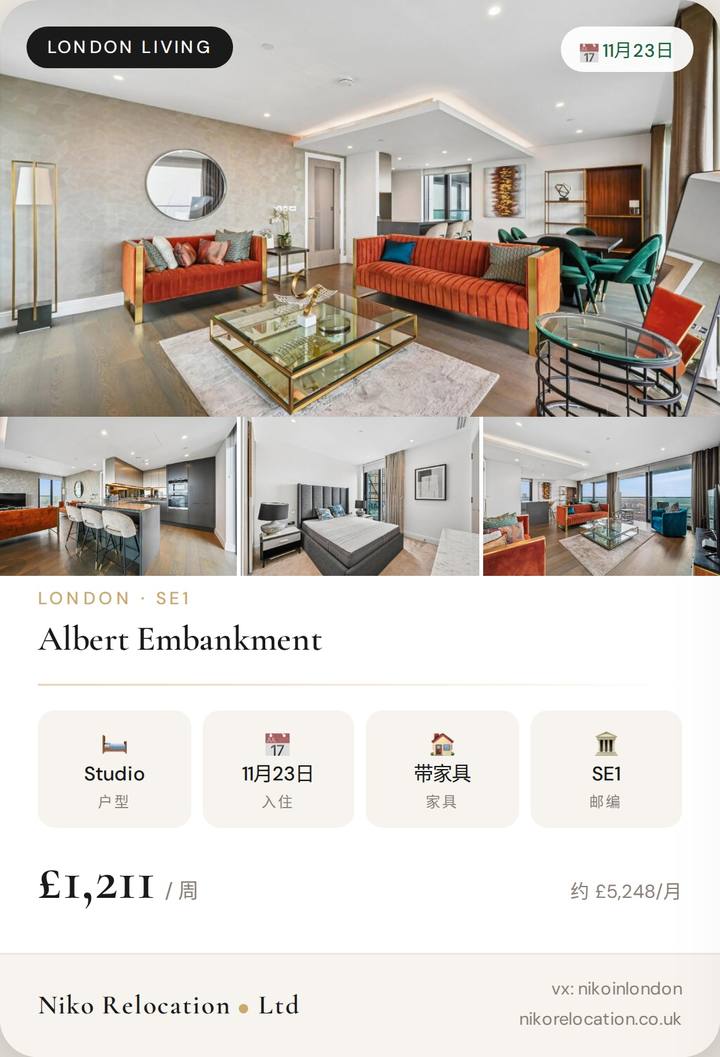 LONDON LIVING
11月23日
LONDON · SE1
Albert Embankment
Studio
户型
11月23日
入住
带家具
家具
SE1
邮编
£1,211 / 周
约 £5,248/月
Niko Relocation • Ltd
vx: nikoinlondon
nikorelocation.co.uk